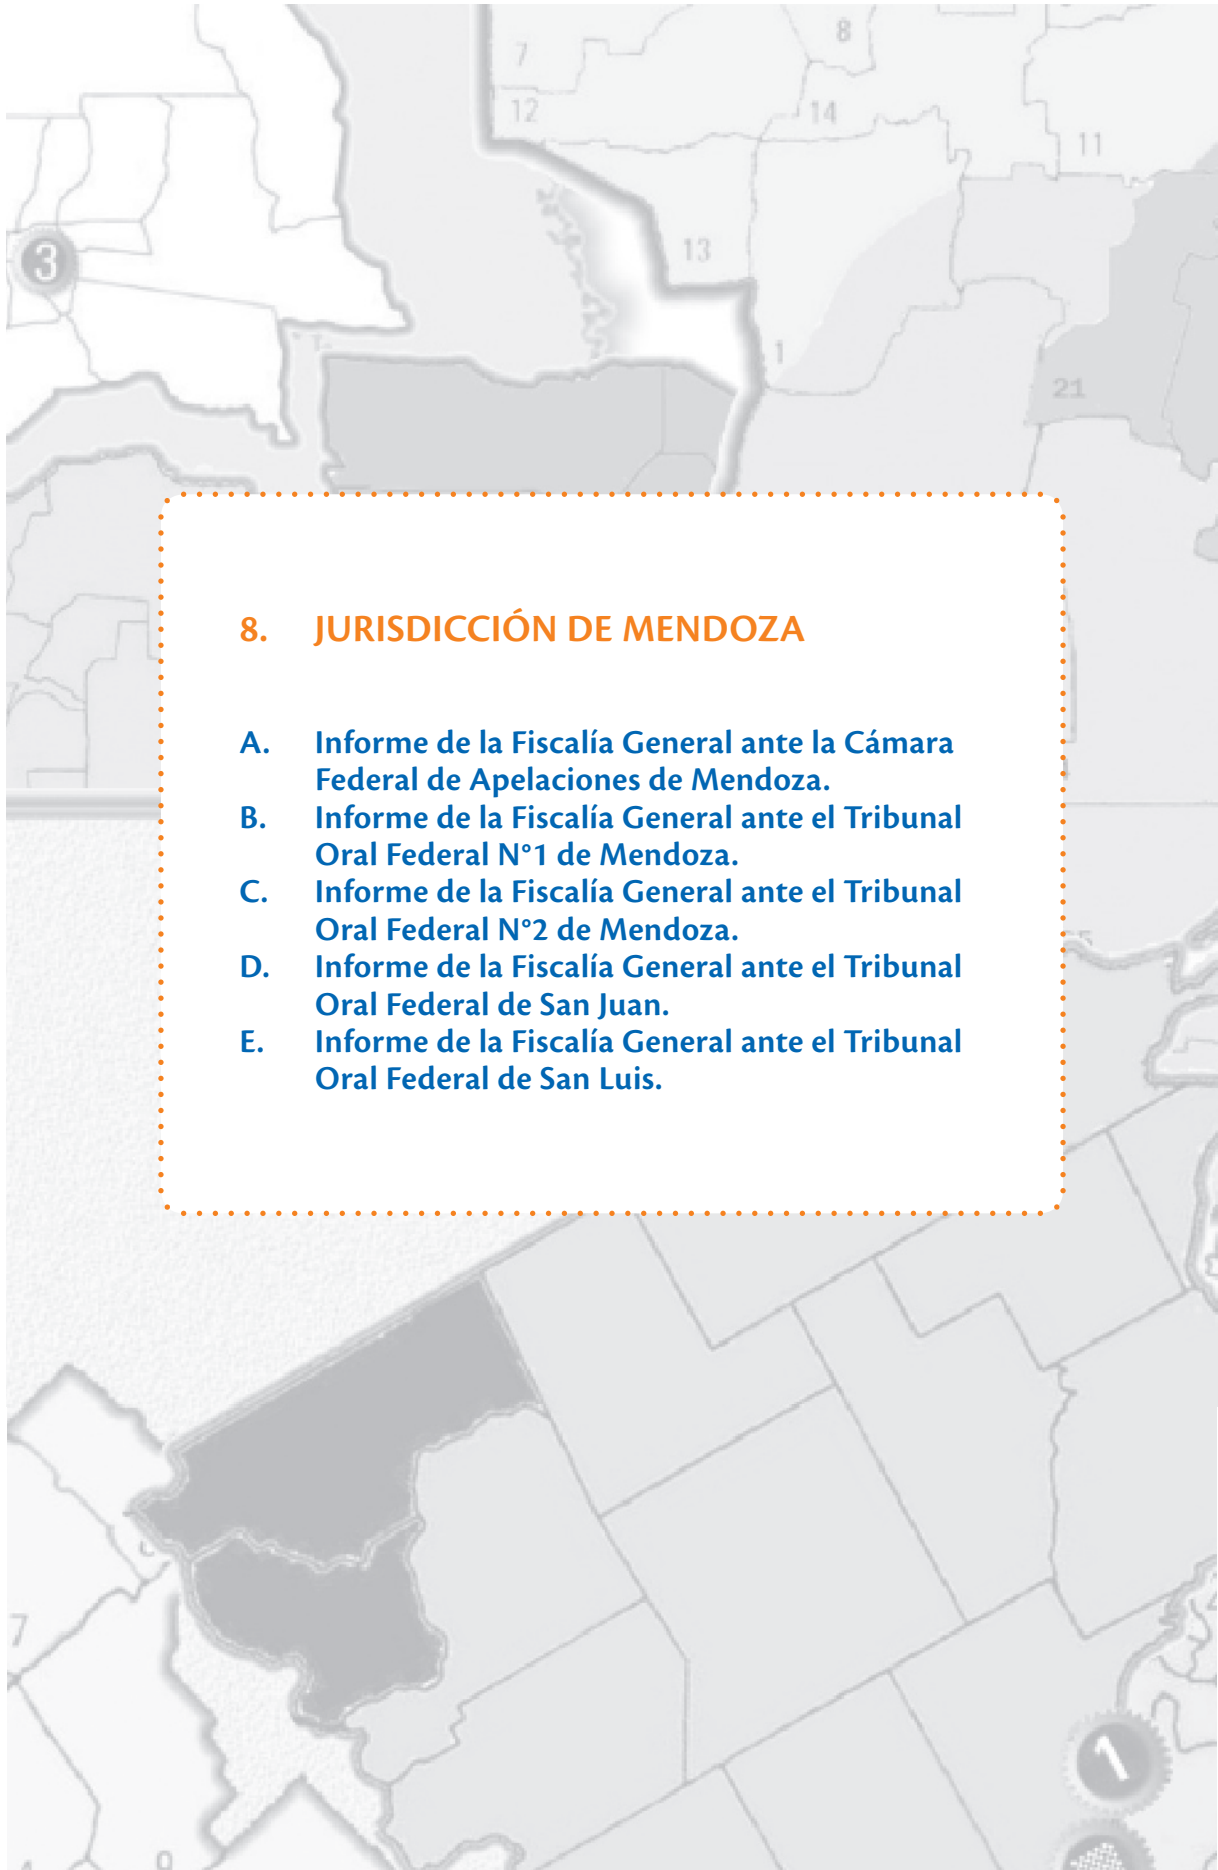 8
7
12
14
11
3
13
1
21
8. JURISDICCIÓN DE MENDOZA
A. Informe de la Fiscalía General ante la Cámara
Federal de Apelaciones de Mendoza.
B. Informe de la Fiscalía General ante el Tribunal
Oral Federal N°1 de Mendoza.
C. Informe de la Fiscalía General ante el Tribunal
Oral Federal N°2 de Mendoza.
D. Informe de la Fiscalía General ante el Tribunal
Oral Federal de San Juan.
E. Informe de la Fiscalía General ante el Tribunal
Oral Federal de San Luis.
7
1